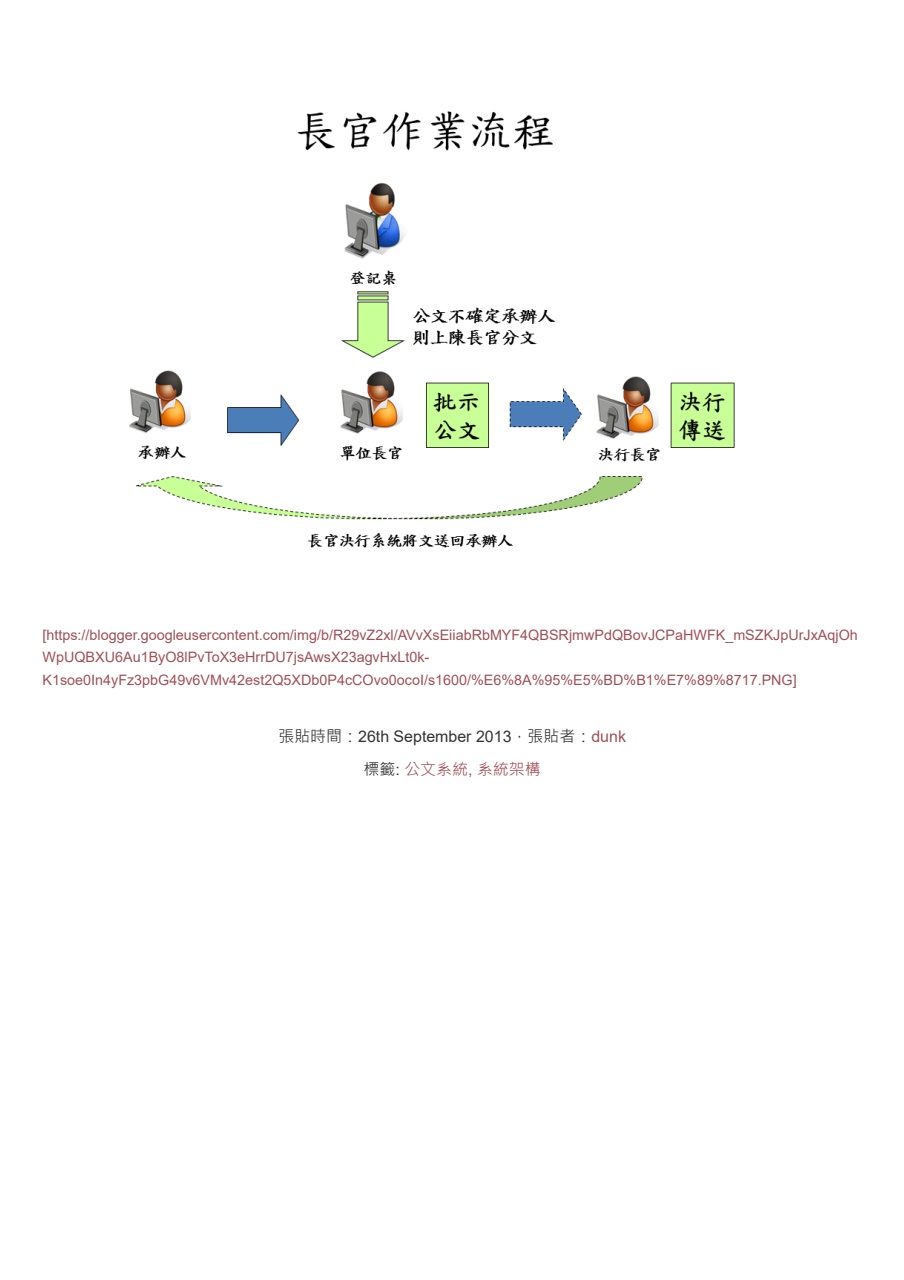 長官作業流程
登記桌
公文不確定承辦人
則上陳長官分文
批示
公文
決行
傳送
承辦人
單位長官
決行長官
長官決行系統將文送回承辦人
[https://blogger.googleusercontent.com/img/b/R29vZ2xl/AVvXsEiiabRbMYF4QBSRjmwPdQBovJCPaHWFK_mSZKJpUrJxAqjOh
WpUQBXU6Au1ByO8lPvToX3eHrrDU7jsAwsX23agvHxLt0k-
K1soe0In4yFz3pbG49v6VMv42est2Q5XDb0P4cCOvo0ocoI/s1600/%E6%8A%95%E5%BD%B1%E7%89%8717.PNG]
張貼時間：26th September 2013，張貼者：dunk
標籤: 公文系統, 系統架構